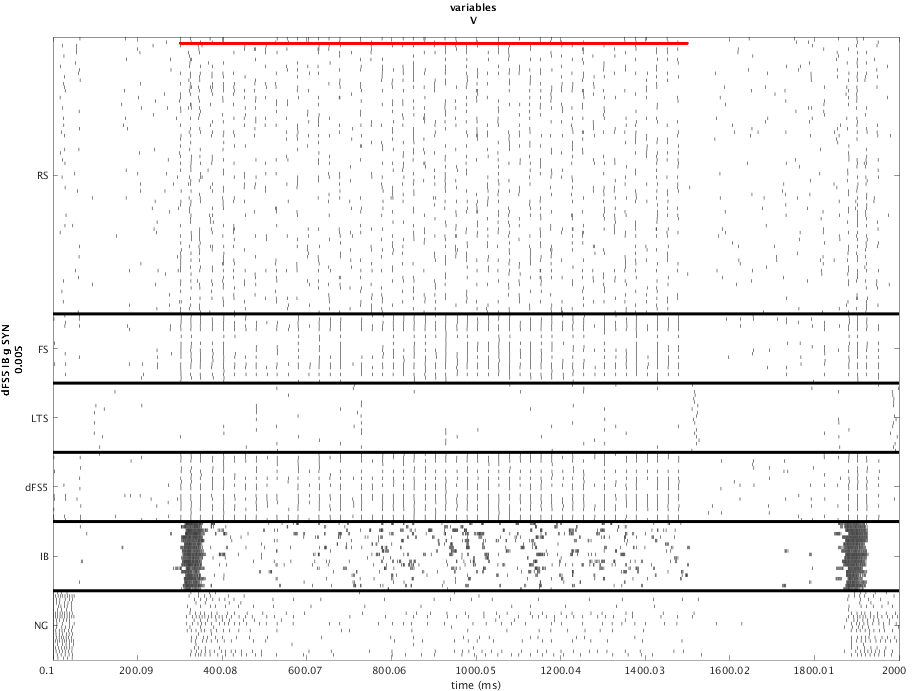 variables
V
RS
FS
LTS
dFS5
IB
NG
dFS5 IB g SYN
0.005
0.1
200.09
400.08
600.07
800.06
1000.05
1200.04
1400.03
1600.02
1800.01
2000
time (ms)